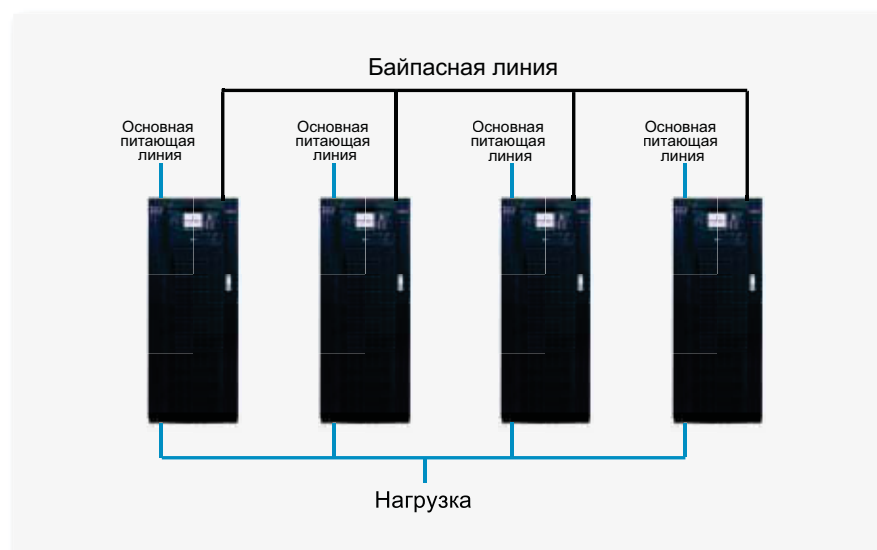 Байпасная линия
Основная
питающая
линия
Основная
питающая
линия
Основная
питающая
линия
Основная
питающая
линия
Нагрузка